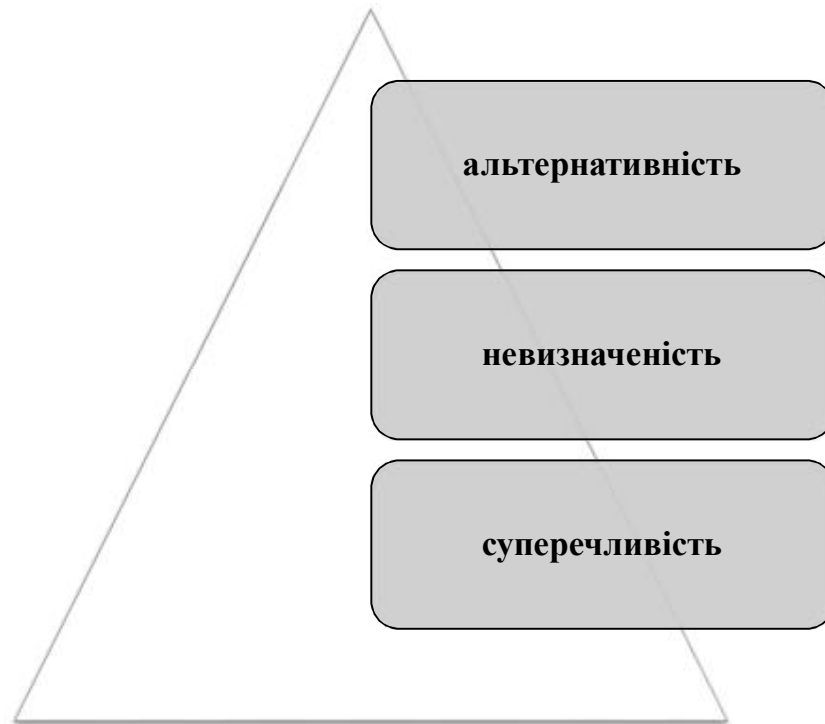 альтернативність
невизначеність
суперечливість